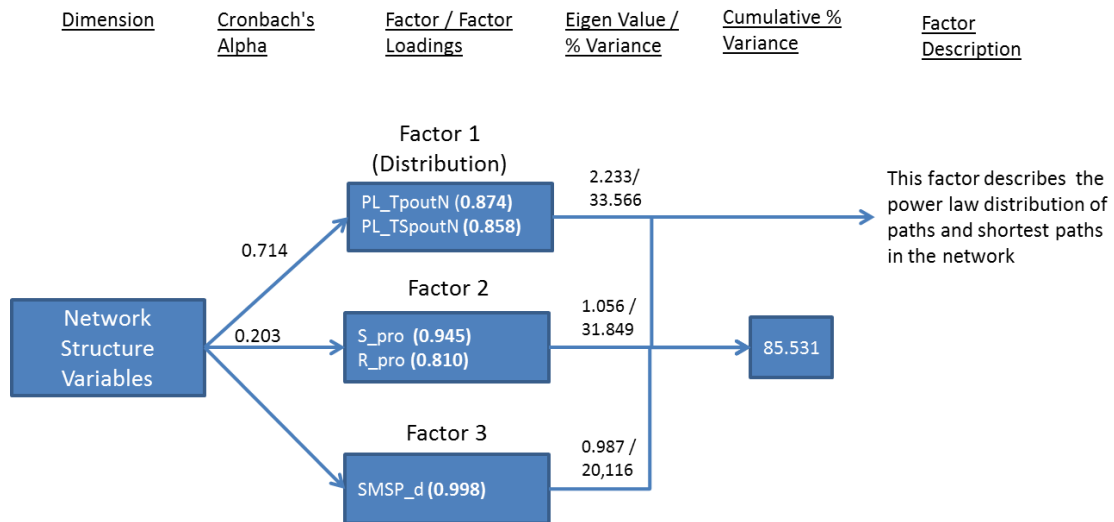 Dimension
Cronbach's
Alpha
Factor / Factor
Loadings
Eigen Value /
% Variance
Cumulative %
Variance
Factor
Description
Factor 1
(Distribution)
PL_TpoutN (0.874)
PL_TSpoutN (0.858)
2.233/
33.566
This factor describes the
power law distribution of
paths and shortest paths
in the network
0.714
Network
Structure
Variables
0.203
Factor 2
S_pro (0.945)
R_pro (0.810)
1.056 /
31.849
85.531
Factor 3
SMSP_d (0.998)
0.987 /
20,116